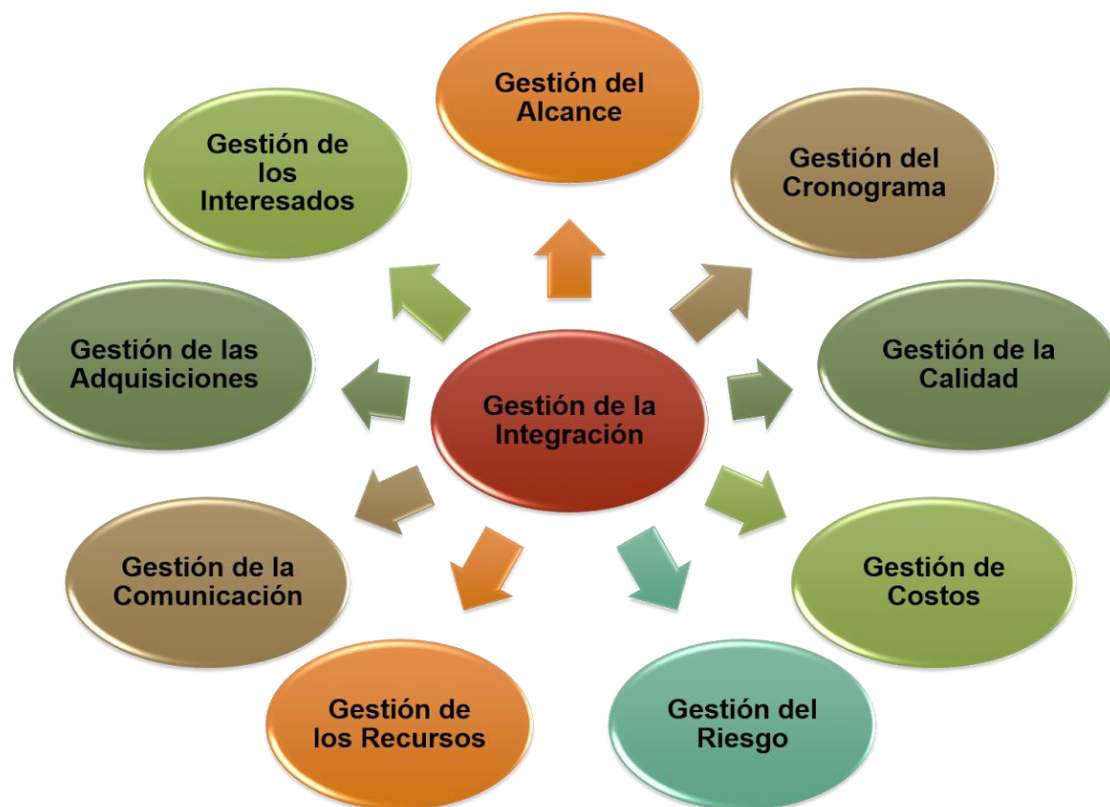 Gestión del
Alcance
Gestión del
Cronograma
Gestión de la
Calidad
Gestión de
Costos
Gestión del
Riesgo
Gestión de
los Recursos
Gestión de la
Comunicación
Gestión de las
Adquisiciones
Gestión de
los
Interesados
Gestión de la
Integración